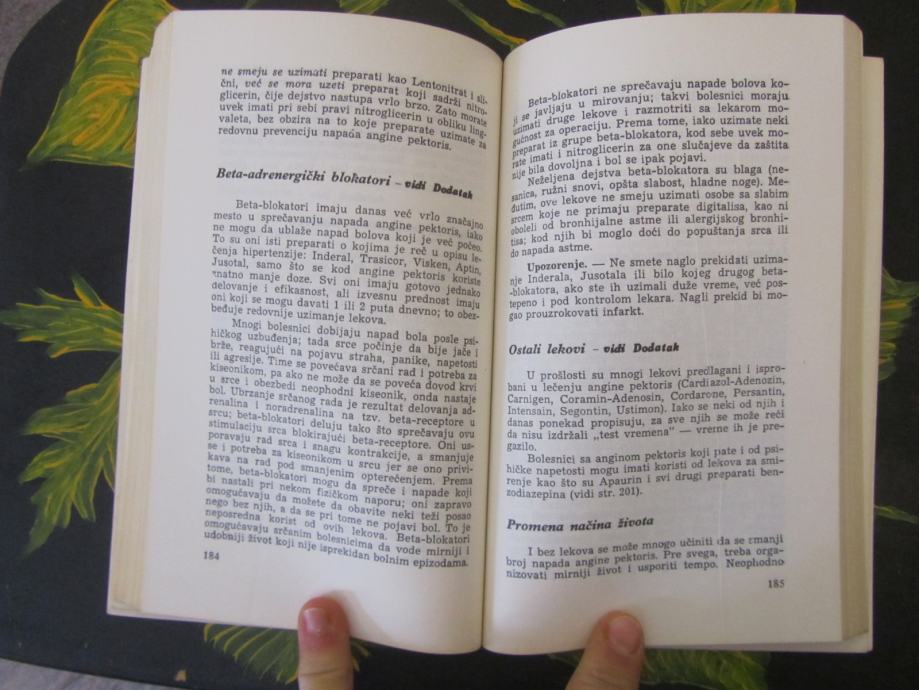 ne smeju se uzimati preparati kao Lentonitrat i sli-
čni, već se mora uzeti preparat koji sadrži nitro-
glicerin, čije dejstvo nastupa vrlo brzo. Zato morate
uvek imati pri sebi pravi nitroglicerin u obliku ling-
valeta, bez obzira na to koje preparate uzimate za
redovnu prevenciju napada angine pektoris.
Beta-adrenergički blokatori – vidi Dodatak
Beta-blokatori imaju danas već vrlo značajno
mesto u sprečavanju napada angine pektoris, iako
ne mogu da ublaže napad bolova koji je već počeo.
To su oni isti preparati o kojima je reč u opisu le-
čenja hipertenzije: Inderal, Trasicor, Visken, Aptin,
Jusotal, samo što se kod angine pektoris koriste
znatno manje doze. Svi oni imaju gotovo jednako
delovanje i efikasnost, ali izvesnu prednost imaju
oni koji se mogu davati 1 ili 2 puta dnevno; to obez-
beđuje redovnije uzimanje lekova.
Mnogi bolesnici dobijaju napad bola posle psi-
hičkog uzbuđenja; tada srce počinje da bije jače i
brže, reagujući na pojavu straha, panike, napetosti
ili agresije. Time se povećava srčani rad i potreba za
kiseonikom, pa ako ne može da se poveća dovod krvi
u srce i obezbedi neophodni kiseonik, onda nastaje
bol. Ubrzanje srčanog rada je rezultat delovanja ad-
renalina i noradrenalina na tzv. beta-receptore u
srcu; beta-blokatori deluju tako što sprečavaju ovu
stimulaciju srca blokirajući beta-receptore. Oni us-
poravaju rad srca i snagu kontrakcije, a smanjuje
se i potreba za kiseonikom u srcu jer se ono privi-
kava na rad pod smanjenim opterećenjem. Prema
tome, beta-blokatori mogu da spreče i napade koji
bi nastali pri nekom fizičkom naporu; oni zapravo
omogućavaju da možete da obavite neki teži posao
nego bez njih, a da se pri tome ne pojavi bol. To je
neposredna korist od ovih lekova. Beta-blokatori
omogućavaju srčanim bolesnicima da vode mirniji i
udobniji život koji nije isprekidan bolnim epizodama.
184
Beta-blokatori ne sprečavaju napade bolova ko-
ji se javljaju u mirovanju; takvi bolesnici moraju
uzimati druge lekove i razmotriti sa lekarom mo-
gućnost za operaciju. Prema tome, iako uzimate neki
preparat iz grupe beta-blokatora, kod sebe uvek mo-
rate imati i nitroglicerin za one slučajeve da zaštita
nije bila dovoljna i bol se ipak pojavi.
Neželjena dejstva beta-blokatora su blaga (ne-
sanica, ružni snovi, opšta slabost, hladne noge). Me-
đutim, ove lekove ne smeju uzimati osobe sa slabim
srcem koje ne primaju preparate digitalisa, kao ni
oboleli od bronhijalne astme ili alergijskog bronhi-
tisa; kod njih bi moglo doći do popuštanja srca ili
do napada astme.
Upozorenje. — Ne smete naglo prekidati uzima-
nje Inderala, Jusotala ili bilo kojeg drugog beta-
-blokatora, ako ste ih uzimali duže vreme, već pos-
tepeno i pod kontrolom lekara. Nagli prekid bi mo-
gao prouzrokovati infarkt.
Ostali lekovi – vidi Dodatak
U prošlosti su mnogi lekovi predlagani i ispro-
bani u lečenju angine pektoris (Cardiazol-Adenozin,
Carnigen, Coramin-Adenosin, Cordarone, Persantin,
Intensain, Segontin, Ustimon). Iako se neki od njih i
danas ponekad propisuju, za sve njih se može reći
da nisu izdržali „test vremena” — vreme ih je pre-
gazilo.
Bolesnici sa anginom pektoris koji pate i od psi-
hičke napetosti mogu imati koristi od lekova za smi-
renje kao što su Apaurin i svi drugi preparati ben-
zodiazepina (vidi str. 201).
Promena načina života
I bez lekova se može mnogo učiniti da se smanji
broj napada angine pektoris. Pre svega, treba orga-
nizovati mirniji život i usporiti tempo. Neophodno
185